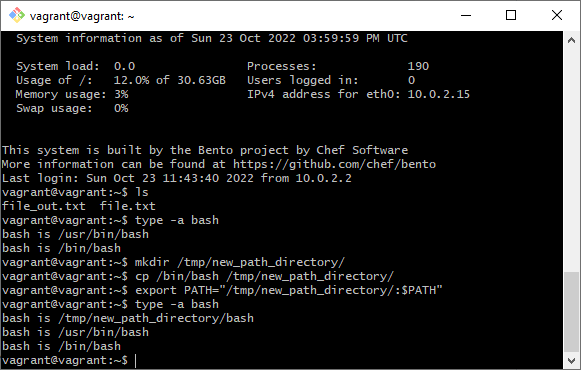 vagrant@vagrant: ~
System information as of Sun 23 Oct 2022 03:59:59 PM UTC
System load:  0.0                Processes:             190
Usage of /:   12.0% of 30.63GB   Users logged in:       0
Memory usage: 3%                 IPv4 address for eth0: 10.0.2.15
Swap usage:   0%
This system is built by the Bento project by Chef Software
More information can be found at https://github.com/chef/bento
Last login: Sun Oct 23 11:43:40 2022 from 10.0.2.2
vagrant@vagrant:~$ ls
file_out.txt  file.txt
vagrant@vagrant:~$ type -a bash
bash is /usr/bin/bash
bash is /bin/bash
vagrant@vagrant:~$ mkdir /tmp/new_path_directory/
vagrant@vagrant:~$ cp /bin/bash /tmp/new_path_directory/
vagrant@vagrant:~$ export PATH="/tmp/new_path_directory/:$PATH"
vagrant@vagrant:~$ type -a bash
bash is /tmp/new_path_directory/bash
bash is /usr/bin/bash
bash is /bin/bash
vagrant@vagrant:~$